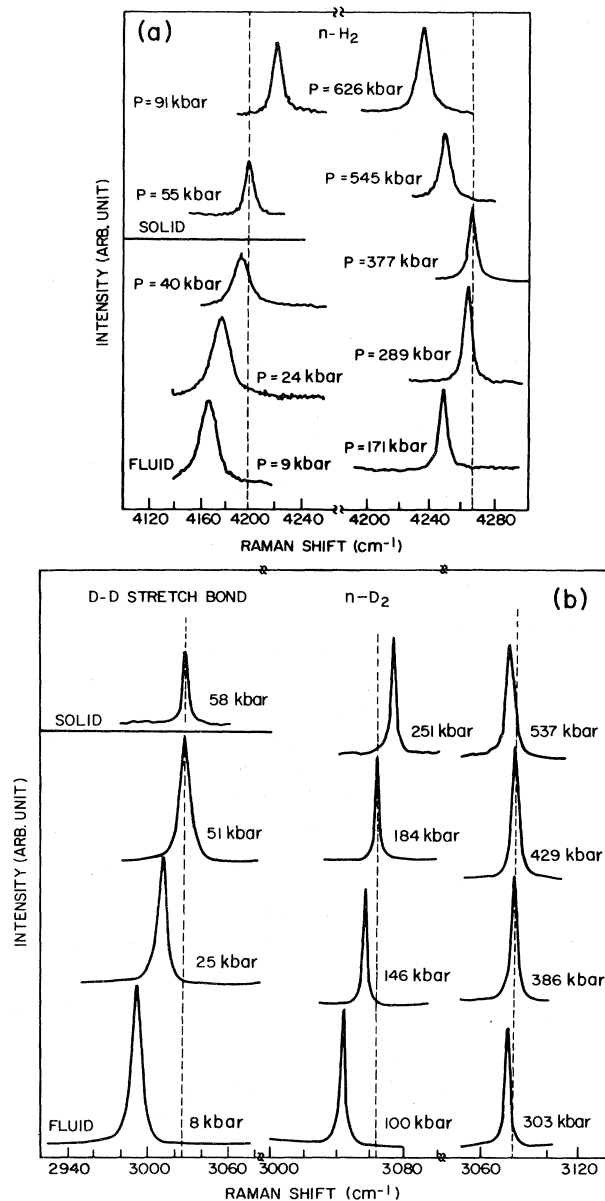 (a)
n-H2
P = 91 kbar
P = 626 kbar
P = 55 kbar
P = 545 kbar
SOLID
P = 377 kbar
P = 40 kbar
P = 289 kbar
P = 24 kbar
P = 171 kbar
FLUID
P = 9 kbar
INTENSITY (ARB. UNIT)
4120 4160 4200 4240 4200 4240 4280
RAMAN SHIFT (cm-1)
D-D STRETCH BOND
n-D2
(b)
58 kbar
251 kbar
537 kbar
SOLID
51 kbar
184 kbar
429 kbar
25 kbar
146 kbar
386 kbar
FLUID
8 kbar
100 kbar
303 kbar
INTENSITY (ARB. UNIT)
2940 3000 3060 3000 3080 3060 3120
RAMAN SHIFT (cm-1)